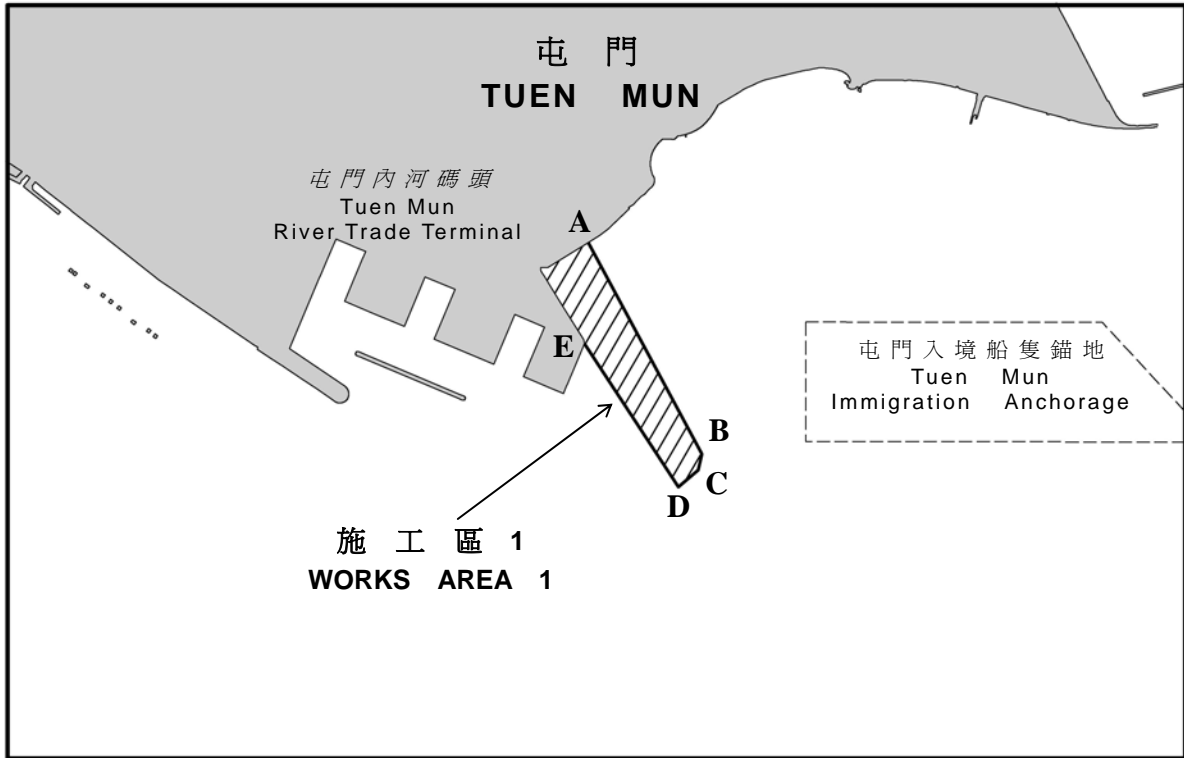 屯 門
TUEN MUN
屯門內河碼頭
Tuen Mun
River Trade Terminal
A
E
屯門入境船隻錨地
Tuen Mun
Immigration Anchorage
B
C
D
施 工 區 1
WORKS AREA 1